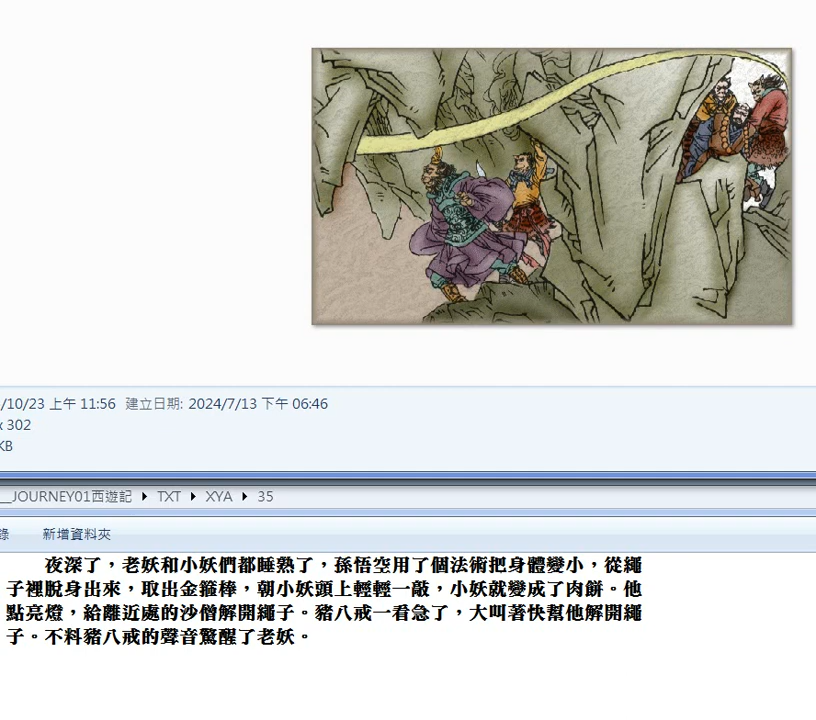 /10/23 上午 11:56 建立日期: 2024/7/13 下午 06:46
x 302
KB
__JOURNEY01西遊記 ▶ TXT ▶ XYA ▶ 35
錄 新增資料夾
夜深了，老妖和小妖們都睡熟了，孫悟空用了個法術把身體變小，從繩
子裡脫身出來，取出金箍棒，朝小妖頭上輕輕一敲，小妖就變成了肉餅。他
點亮燈，給離近處的沙僧解開繩子。豬八戒一看急了，大叫著快幫他解開繩
子。不料豬八戒的聲音驚醒了老妖。